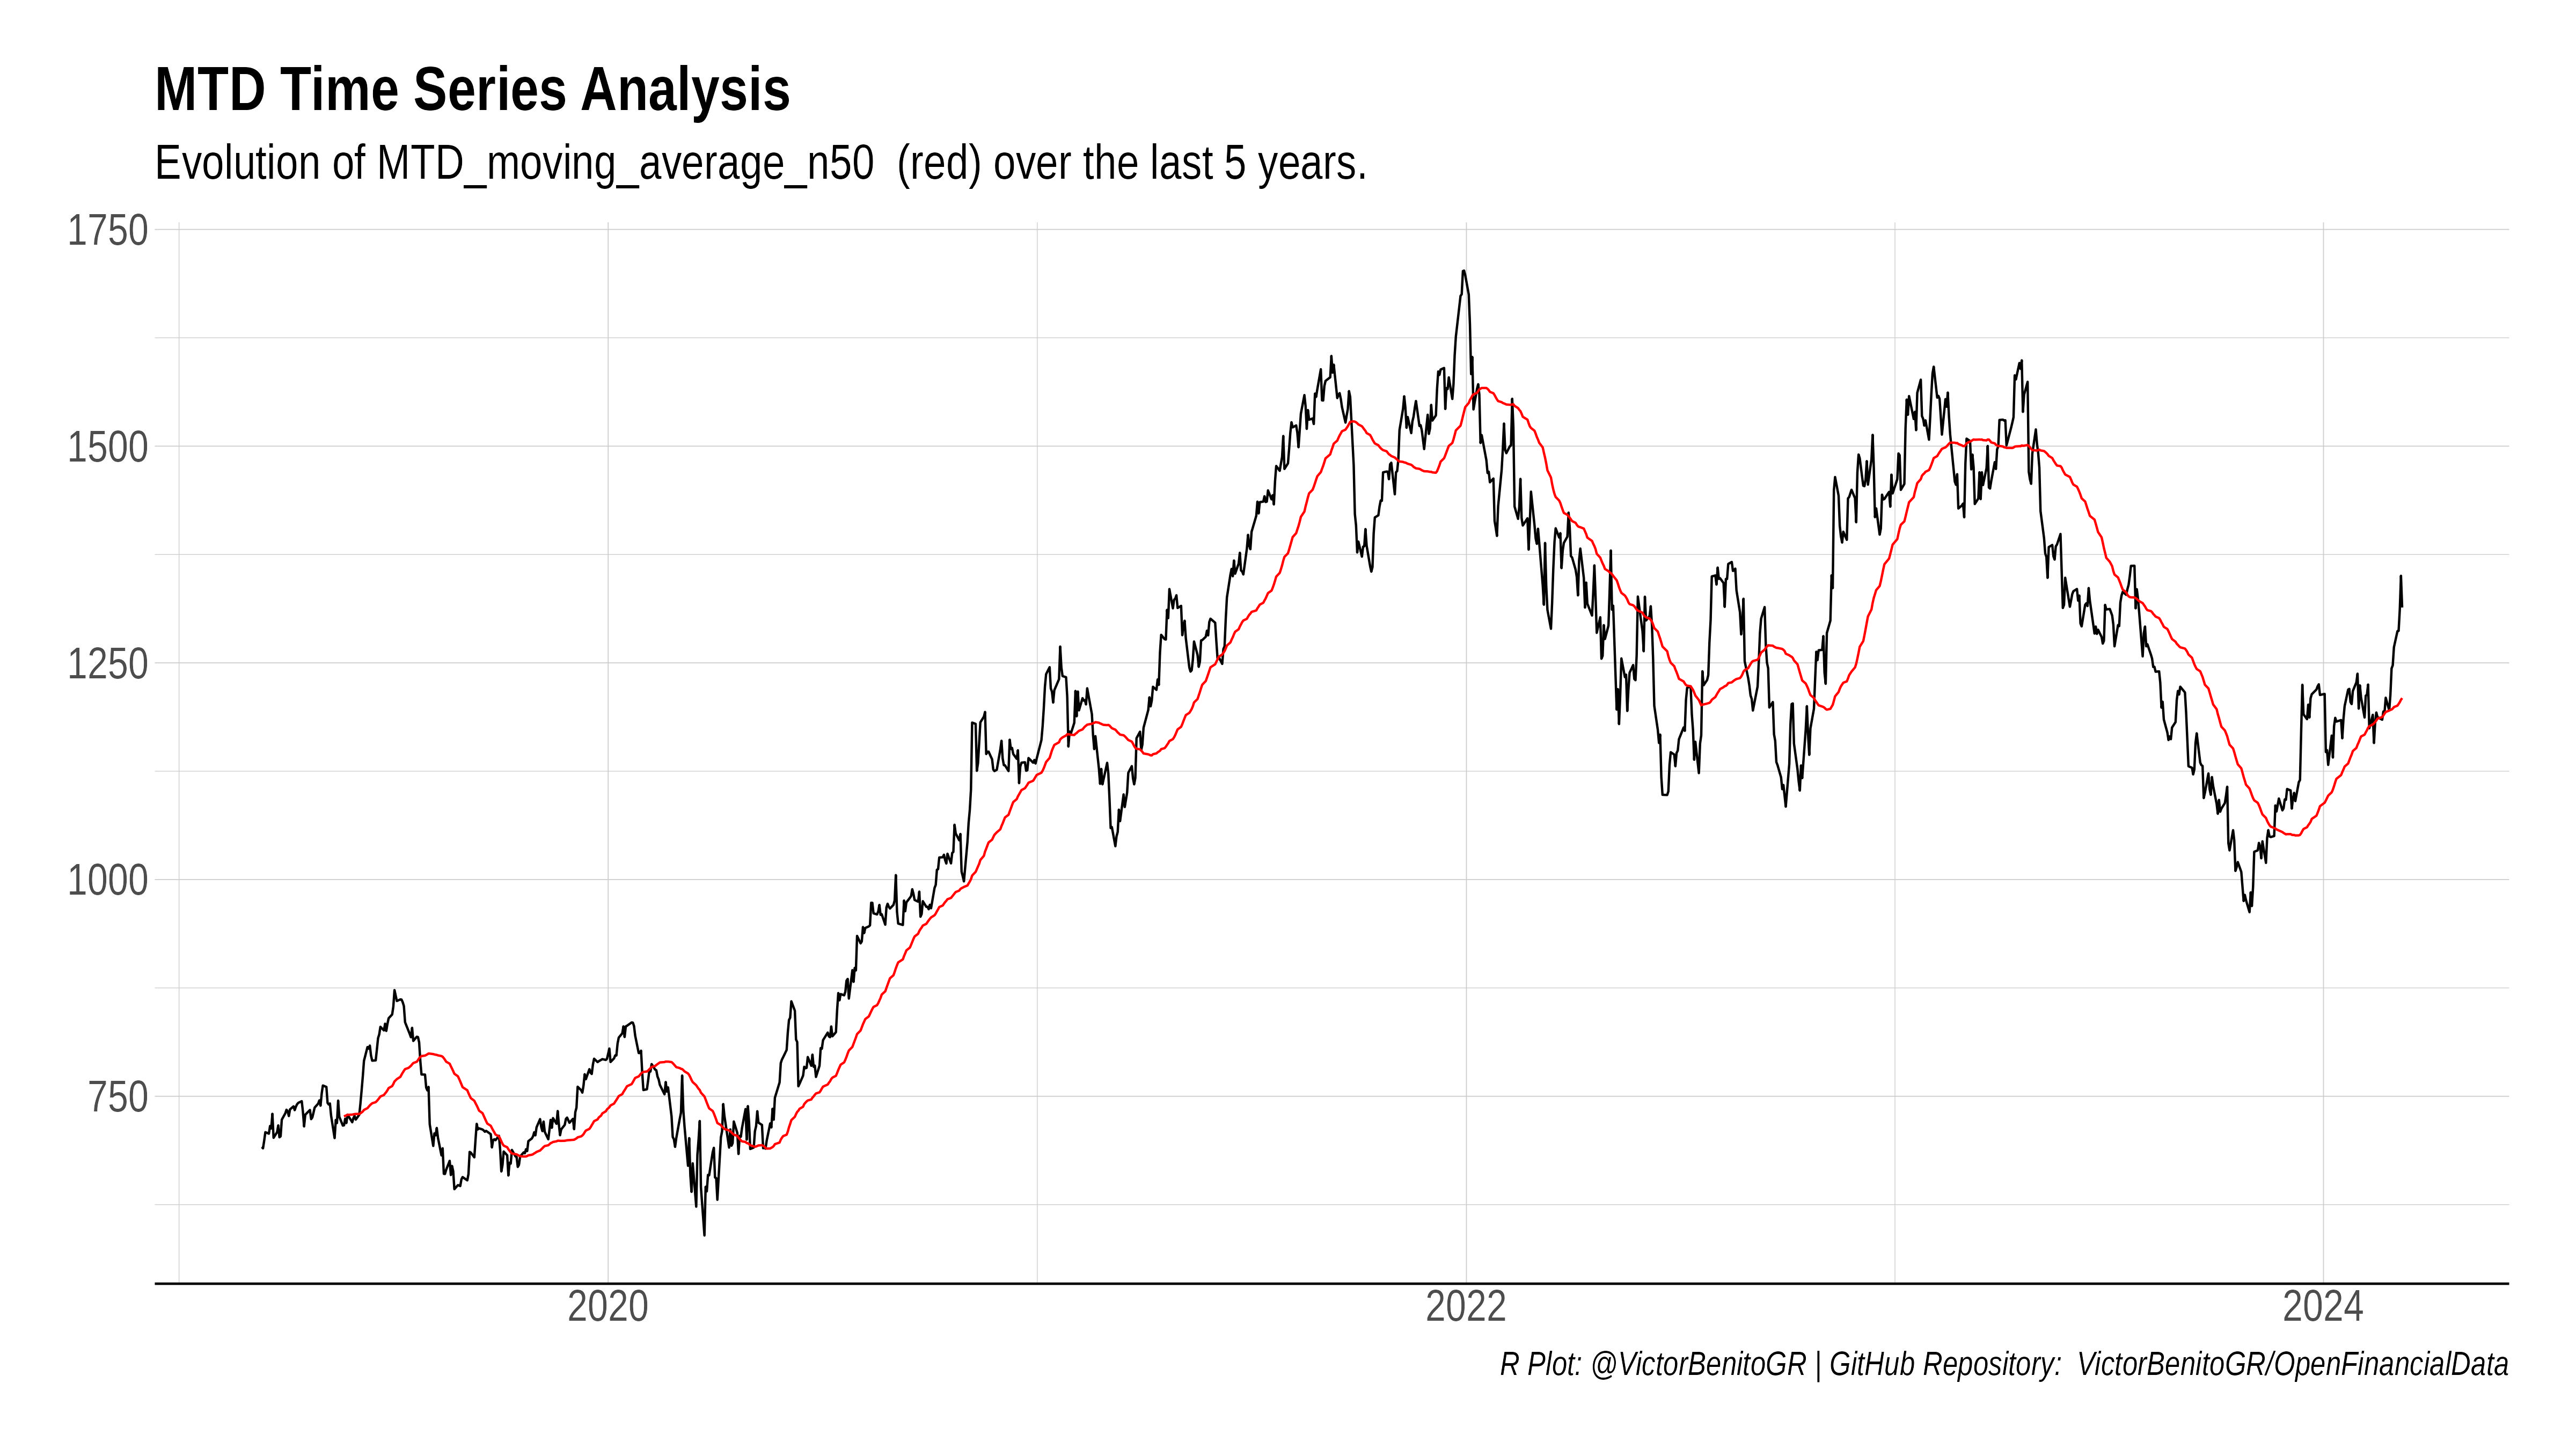 MTD Time Series Analysis
Evolution of MTD_moving_average_n50  (red) over the last 5 years.
1750
1500
1250
1000
750
2020 2022 2024
R Plot: @VictorBenitoGR | GitHub Repository:  VictorBenitoGR/OpenFinancialData